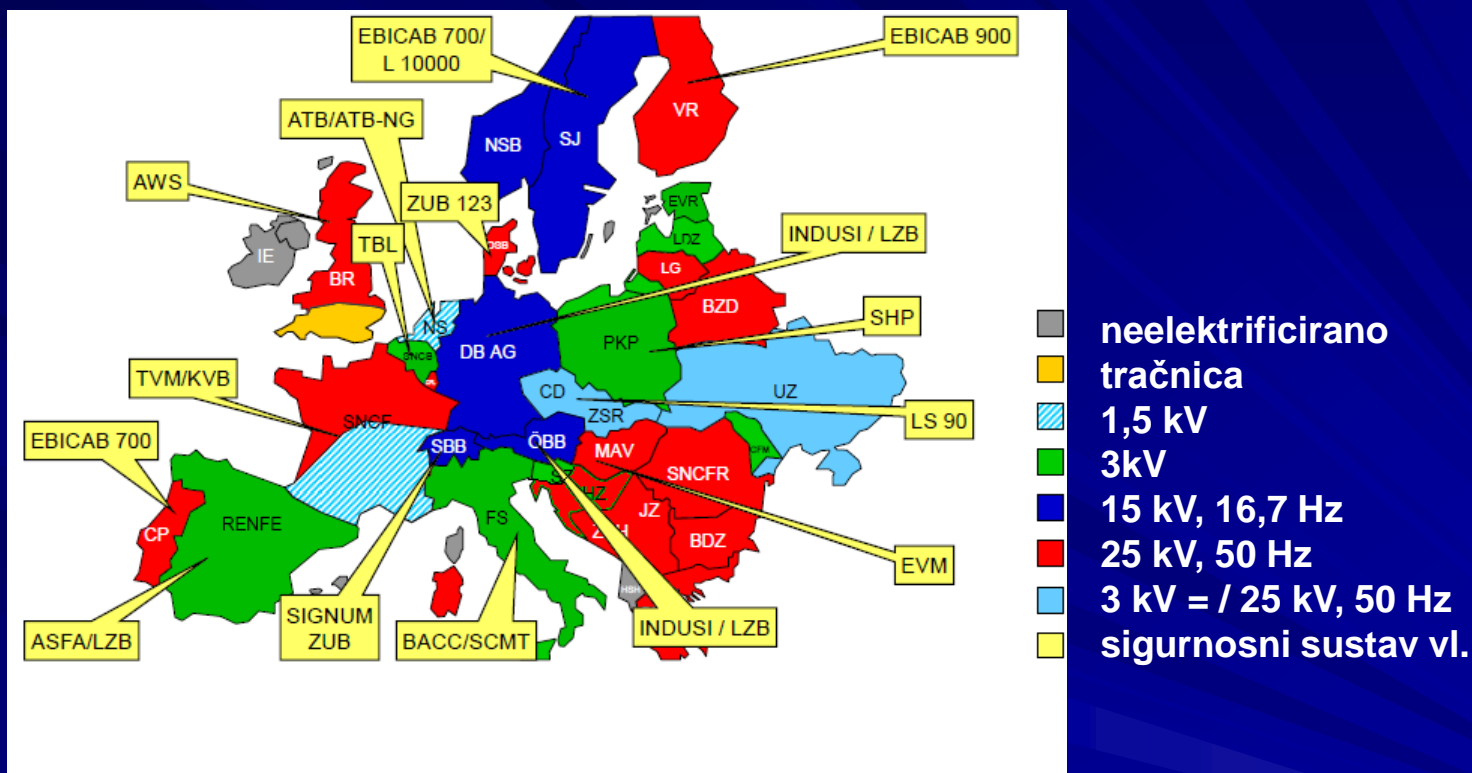 EBICAB 700/
L 10000
EBICAB 900
VR
ATB/ATB-NG
NSB
SJ
AWS
ZUB 123
EVR
TBL
INDUSI / LZB
LDZ
IE
LG
BR
BZD
NS
SHP
DB AG
PKP
SNCB
TVM/KVB
CD
UZ
ZSR
SNCF
LS 90
EBICAB 700
SBB
ÖBB
MAV
CFM
SNCFR
HZ
JZ
FS
RENFE
CP
BDZ
EVM
HSH
SIGNUM
ZUB
INDUSI / LZB
ASFA/LZB
BACC/SCMT
neelektrificirano
tračnica
1,5 kV
3kV
15 kV, 16,7 Hz
25 kV, 50 Hz
3 kV = / 25 kV, 50 Hz
sigurnosni sustav vl.